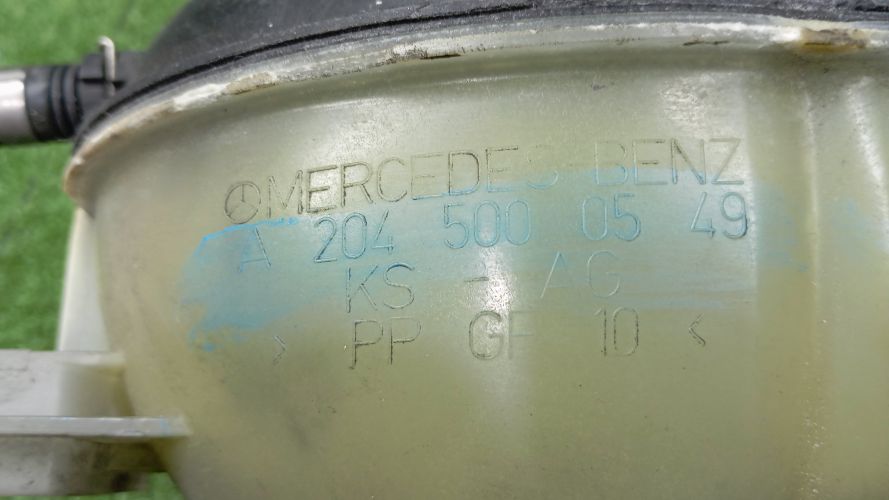 MERCEDES-BENZ
A 204 500 05 49
KS - AG
> PP GF 10 <